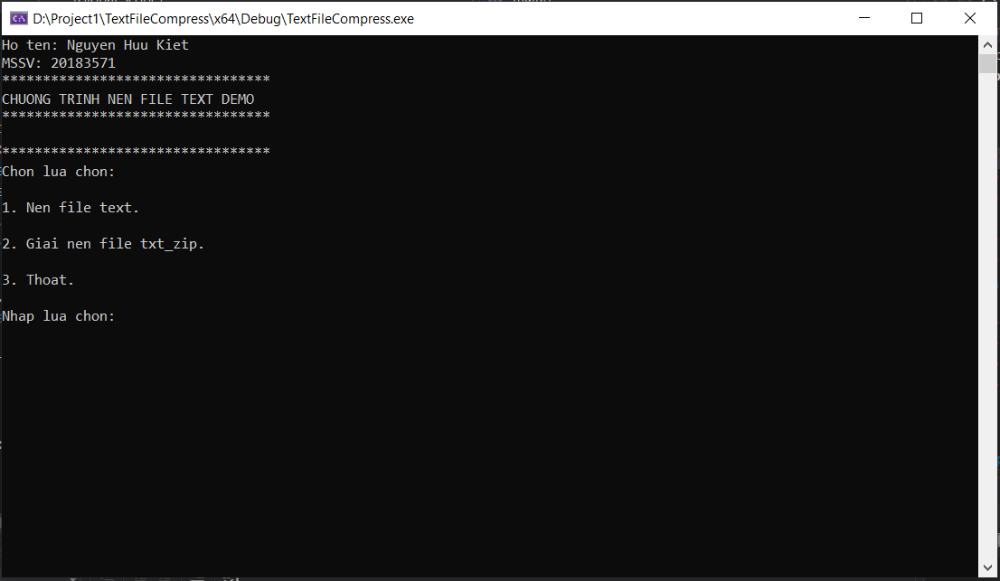 D:\Project1\TextFileCompress\x64\Debug\TextFileCompress.exe
Ho ten: Nguyen Huu Kiet
MSSV: 20183571
*********************************
CHUONG TRINH NEN FILE TEXT DEMO
*********************************
*********************************
Chon lua chon:
1. Nen file text.
2. Giai nen file txt_zip.
3. Thoat.
Nhap lua chon: